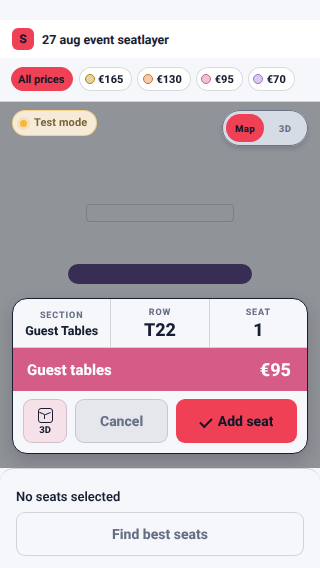 S 27 aug event seatlayer
All prices €165 €130 €95 €70
Test mode
Map 3D
SECTION ROW SEAT
Guest Tables T22 1
Guest tables €95
3D Cancel Add seat
No seats selected
Find best seats